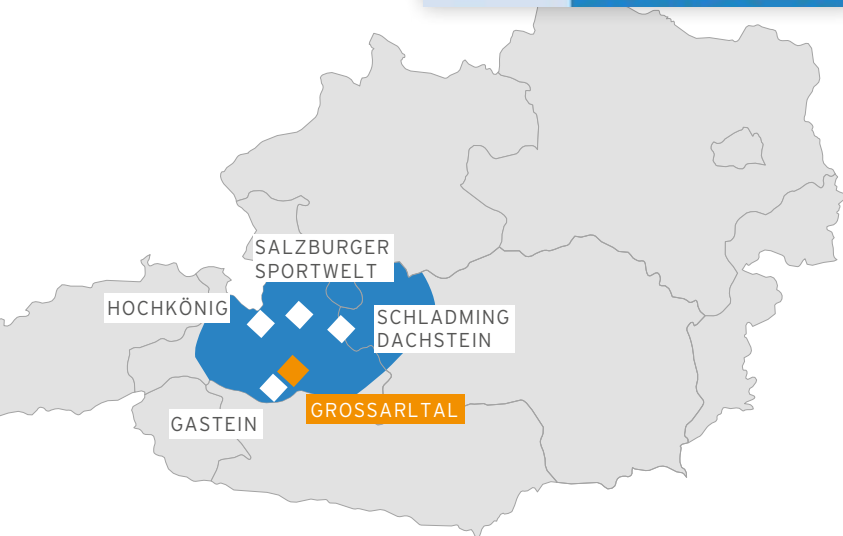 SALZBURGER
SPORTWELT
HOCHKÖNIG
SCHLADMING
DACHSTEIN
GROSSARLTAL
GASTEIN